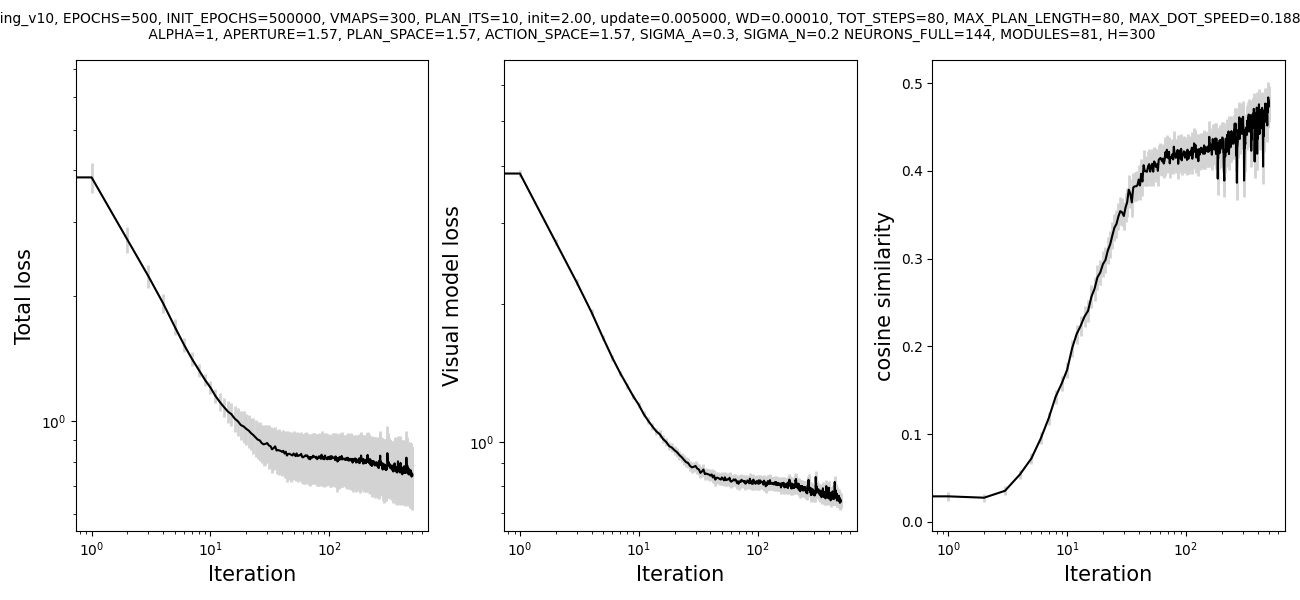 ing_v10, EPOCHS=500, INIT_EPOCHS=500000, VMAPS=300, PLAN_ITS=10, init=2.00, update=0.005000, WD=0.00010, TOT_STEPS=80, MAX_PLAN_LENGTH=80, MAX_DOT_SPEED=0.188
ALPHA=1, APERTURE=1.57, PLAN_SPACE=1.57, ACTION_SPACE=1.57, SIGMA_A=0.3, SIGMA_N=0.2 NEURONS_FULL=144, MODULES=81, H=300
Total loss
10⁰
10⁰ 10¹ 10²
Iteration
Visual model loss
10⁰
10⁰ 10¹ 10²
Iteration
cosine similarity
0.5
0.4
0.3
0.2
0.1
0.0
10⁰ 10¹ 10²
Iteration